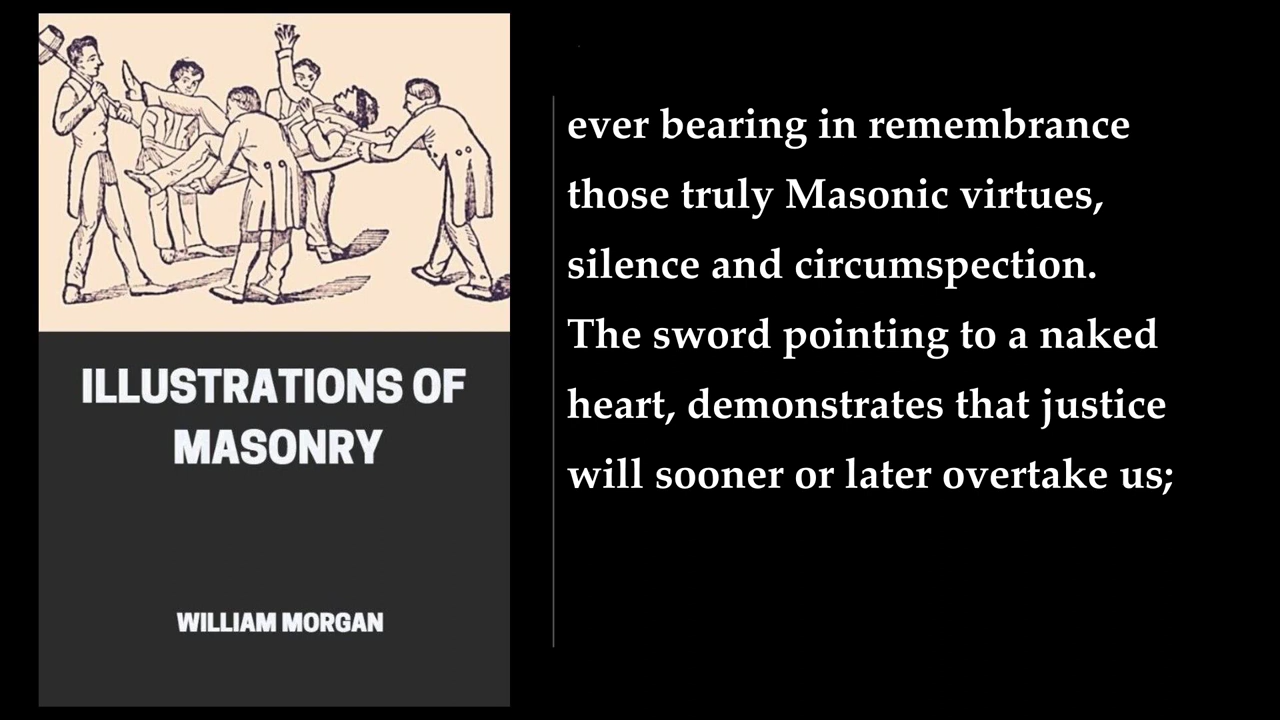 ILLUSTRATIONS OF
MASONRY
WILLIAM MORGAN
ever bearing in remembrance
those truly Masonic virtues,
silence and circumspection.
The sword pointing to a naked
heart, demonstrates that justice
will sooner or later overtake us;